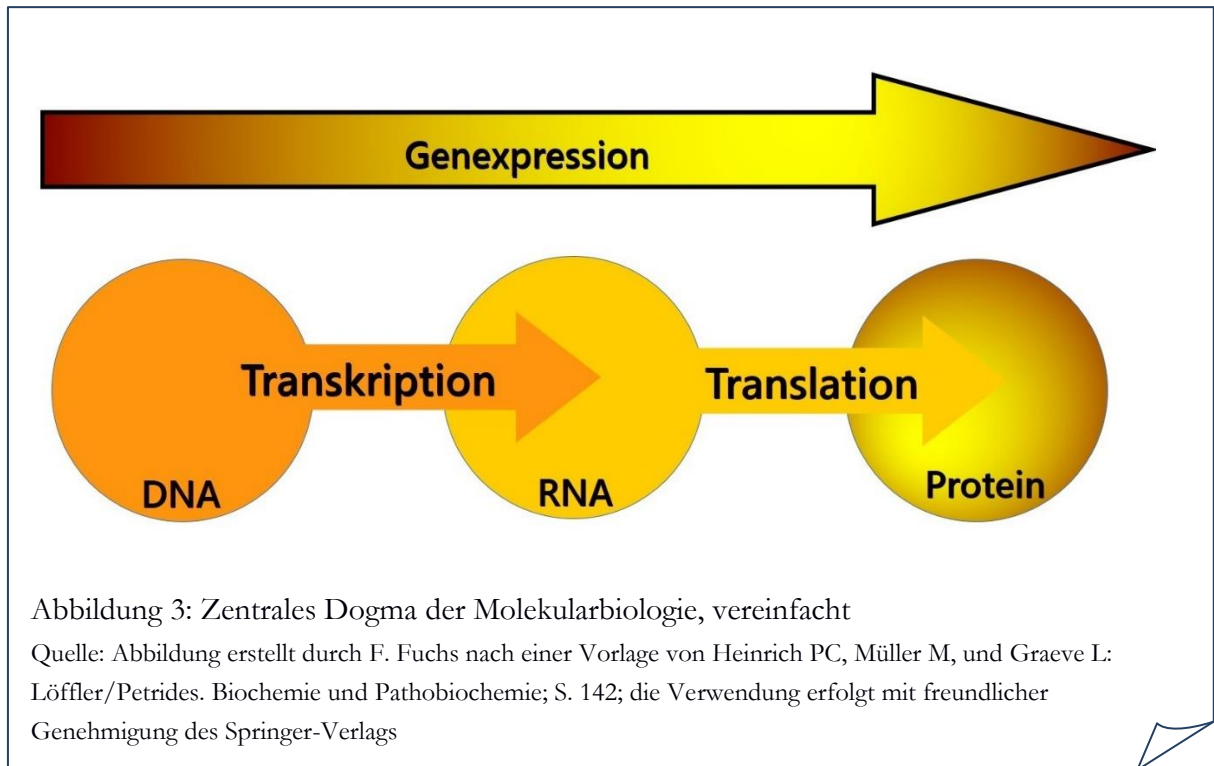 Genexpression
Transkription
Translation
DNA
RNA
Protein
Abbildung 3: Zentrales Dogma der Molekularbiologie, vereinfacht
Quelle: Abbildung erstellt durch F. Fuchs nach einer Vorlage von Heinrich PC, Müller M, und Graeve L:
Löffler/Petrides. Biochemie und Pathobiochemie; S. 142; die Verwendung erfolgt mit freundlicher
Genehmigung des Springer-Verlags